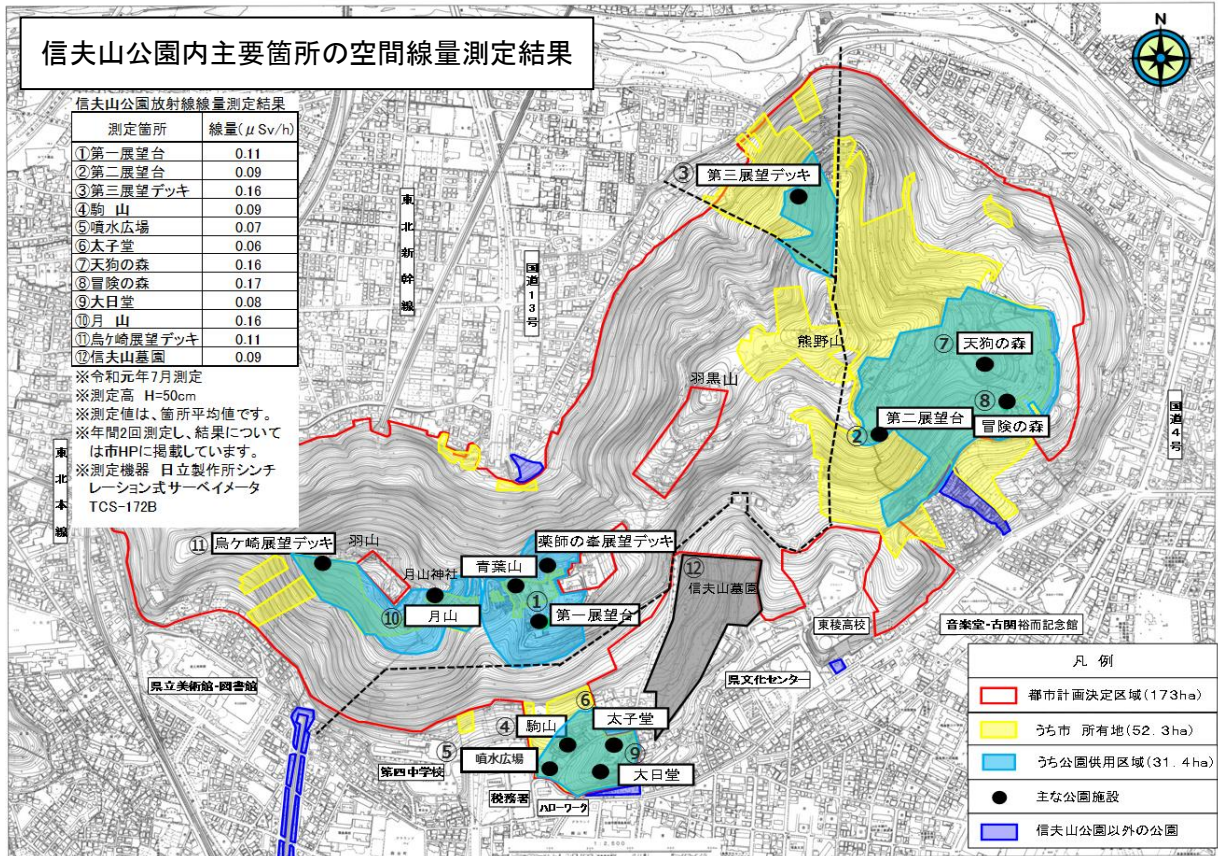 信夫山公園内主要箇所の空間線量測定結果
N
信夫山公園放射線線量測定結果
測定箇所 線量(μSv/h)
①第一展望台 0.11
②第二展望台 0.09
③第三展望デッキ 0.16
④駒 山 0.09
⑤噴水広場 0.07
⑥太子堂 0.06
⑦天狗の森 0.16
⑧冒険の森 0.17
⑨大日堂 0.08
⑩月 山 0.16
⑪烏ケ崎展望デッキ 0.11
⑫信夫山墓園 0.09
※令和元年7月測定
※測定高 H=50cm
※測定値は、箇所平均値です。
※年間2回測定し、結果について
は市HPに掲載しています。
※測定機器 日立製作所シンチ
レーション式サーベイメータ
TCS-172B
東北本線
東北新幹線
国道13号
国道4号
③ 第三展望デッキ
熊野山
羽黒山
⑦ 天狗の森
⑧
冒険の森
第二展望台
②
⑪ 烏ケ崎展望デッキ
羽山
月山神社
⑩ 月山
青葉山
薬師の峯展望デッキ
① 第一展望台
⑫
信夫山墓園
東稜高校
音楽堂・古関裕而記念館
県文化センター
県立美術館・図書館
④ 駒山
⑥ 太子堂
⑤ 噴水広場
⑨ 大日堂
第四中学校
税務署
ハローワーク
1:2,500
凡 例
都市計画決定区域(173ha)
うち市 所有地(52.3ha)
うち公園供用区域(31.4ha)
主な公園施設
信夫山公園以外の公園